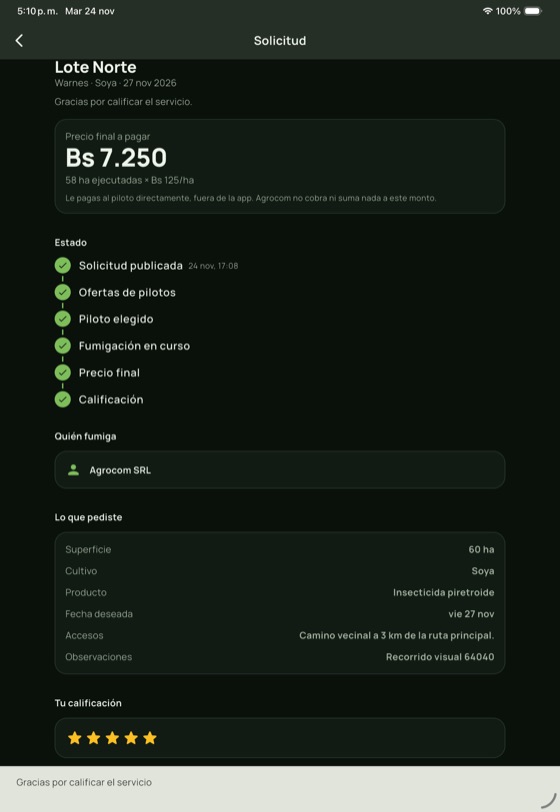 5:10 p. m.  Mar 24 nov
100%
Solicitud
Lote Norte
Warnes · Soya · 27 nov 2026
Gracias por calificar el servicio.
Precio final a pagar
Bs 7.250
58 ha ejecutadas × Bs 125/ha
Le pagas al piloto directamente, fuera de la app. Agrocom no cobra ni suma nada a este monto.
Estado
Solicitud publicada 24 nov, 17:08
Ofertas de pilotos
Piloto elegido
Fumigación en curso
Precio final
Calificación
Quién fumiga
Agrocom SRL
Lo que pediste
Superficie 60 ha
Cultivo Soya
Producto Insecticida piretroide
Fecha deseada vie 27 nov
Accesos Camino vecinal a 3 km de la ruta principal.
Observaciones Recorrido visual 64040
Tu calificación
Gracias por calificar el servicio